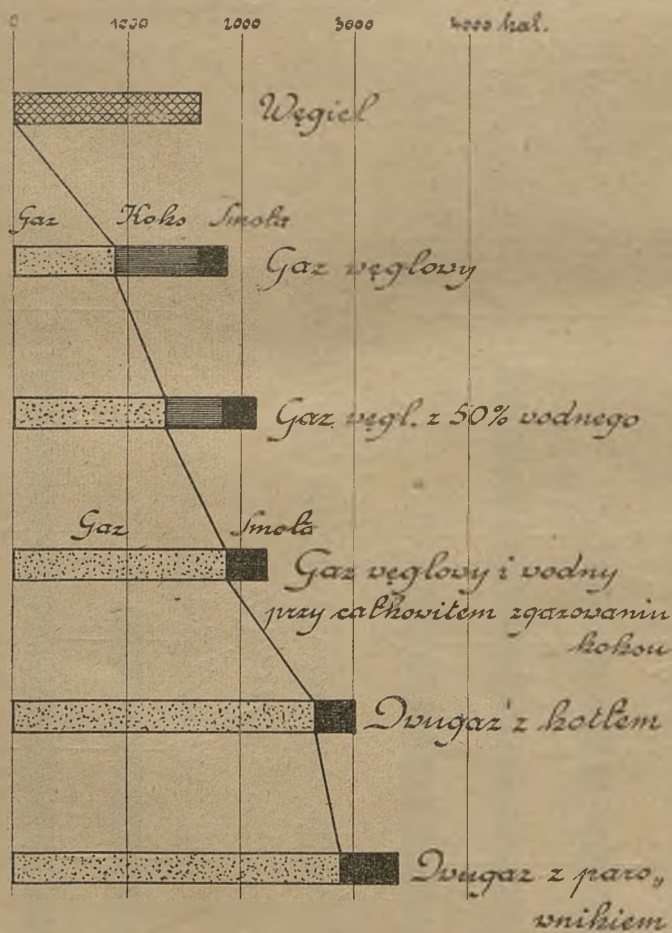 0 1000 2000 3000 4000 kal.
Węgiel
Gaz Koks Smoła
Gaz węglowy
Gaz węgl. z 50% wodnego
Gaz Smoła
Gaz węglowy i wodny
przy całkowitem zgazowaniu
koksu
Dwugaz z kotłem
Dwugaz z paro„
wnikiem